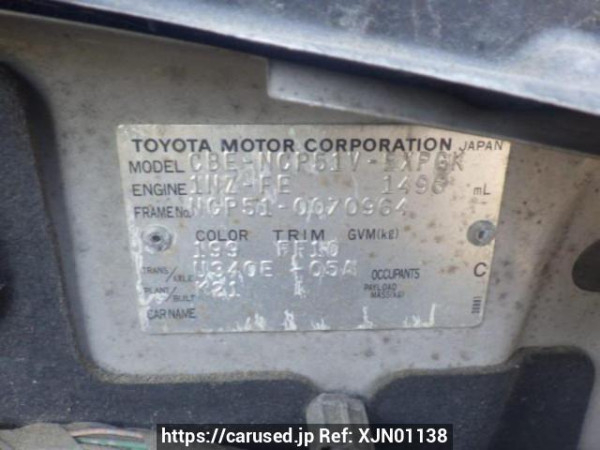 TOYOTA MOTOR CORPORATION JAPAN
MODEL CBE-NCP51V-EXPGK
ENGINE 1NZ-FE 1496 mL
FRAME No. NCP51-0070964
COLOR TRIM GVM(kg)
199 FF10
TRANS/AXLE U340E -05A OCCUPANTS C
PLANT/BUILT PAYLOAD MASS(kg)
CAR NAME
https://carused.jp Ref: XJN01138